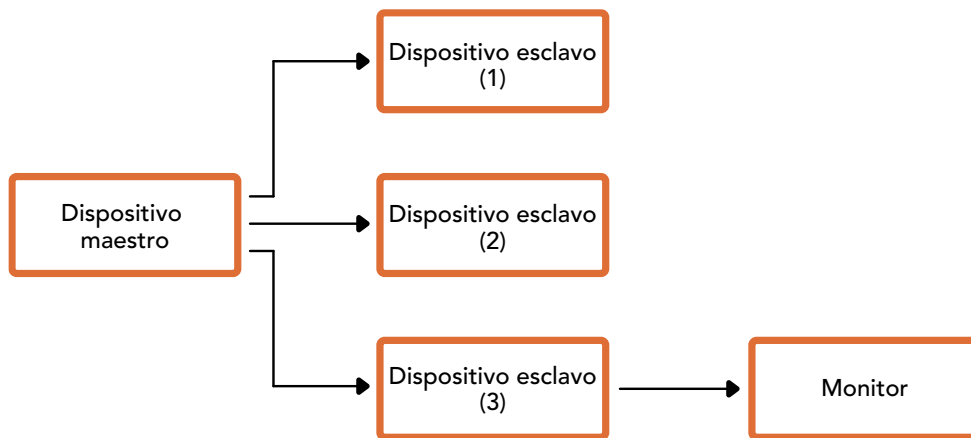 Dispositivo esclavo
(1)
Dispositivo
maestro
Dispositivo esclavo
(2)
Dispositivo esclavo
(3)
Monitor